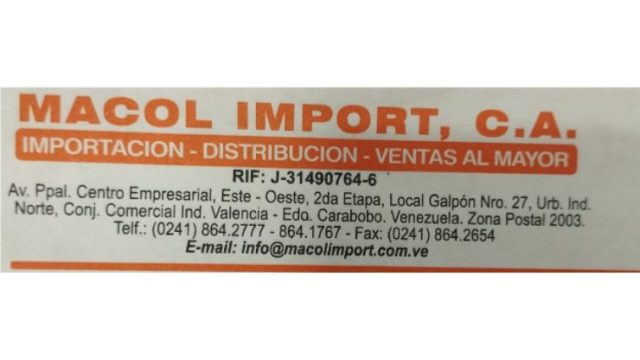 MACOL IMPORT, C.A.
IMPORTACION - DISTRIBUCION - VENTAS AL MAYOR
RIF: J-31490764-6
Av. Ppal. Centro Empresarial, Este - Oeste, 2da Etapa, Local Galpón Nro. 27, Urb. Ind.
Norte, Conj. Comercial Ind. Valencia - Edo. Carabobo. Venezuela. Zona Postal 2003.
Telf.: (0241) 864.2777 - 864.1767 - Fax: (0241) 864.2654
E-mail: info@macolimport.com.ve